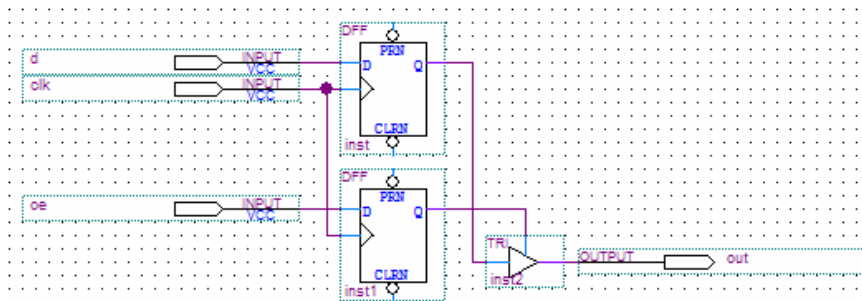 DFF
PRN
d
INPUT
VCC
D
Q
clk
INPUT
VCC
CLRN
inst
DFF
PRN
oe
INPUT
VCC
D
Q
TRI
OUTPUT
out
CLRN
inst2
inst1